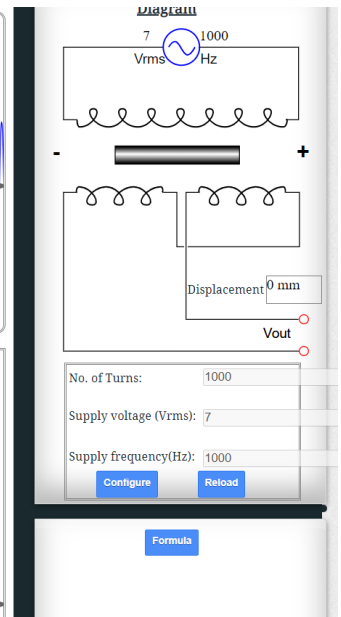 Diagram
7 1000
Vrms Hz
- +
Displacement 0 mm
Vout
No. of Turns: 1000
Supply voltage (Vrms): 7
Supply frequency(Hz): 1000
Configure Reload
Formula